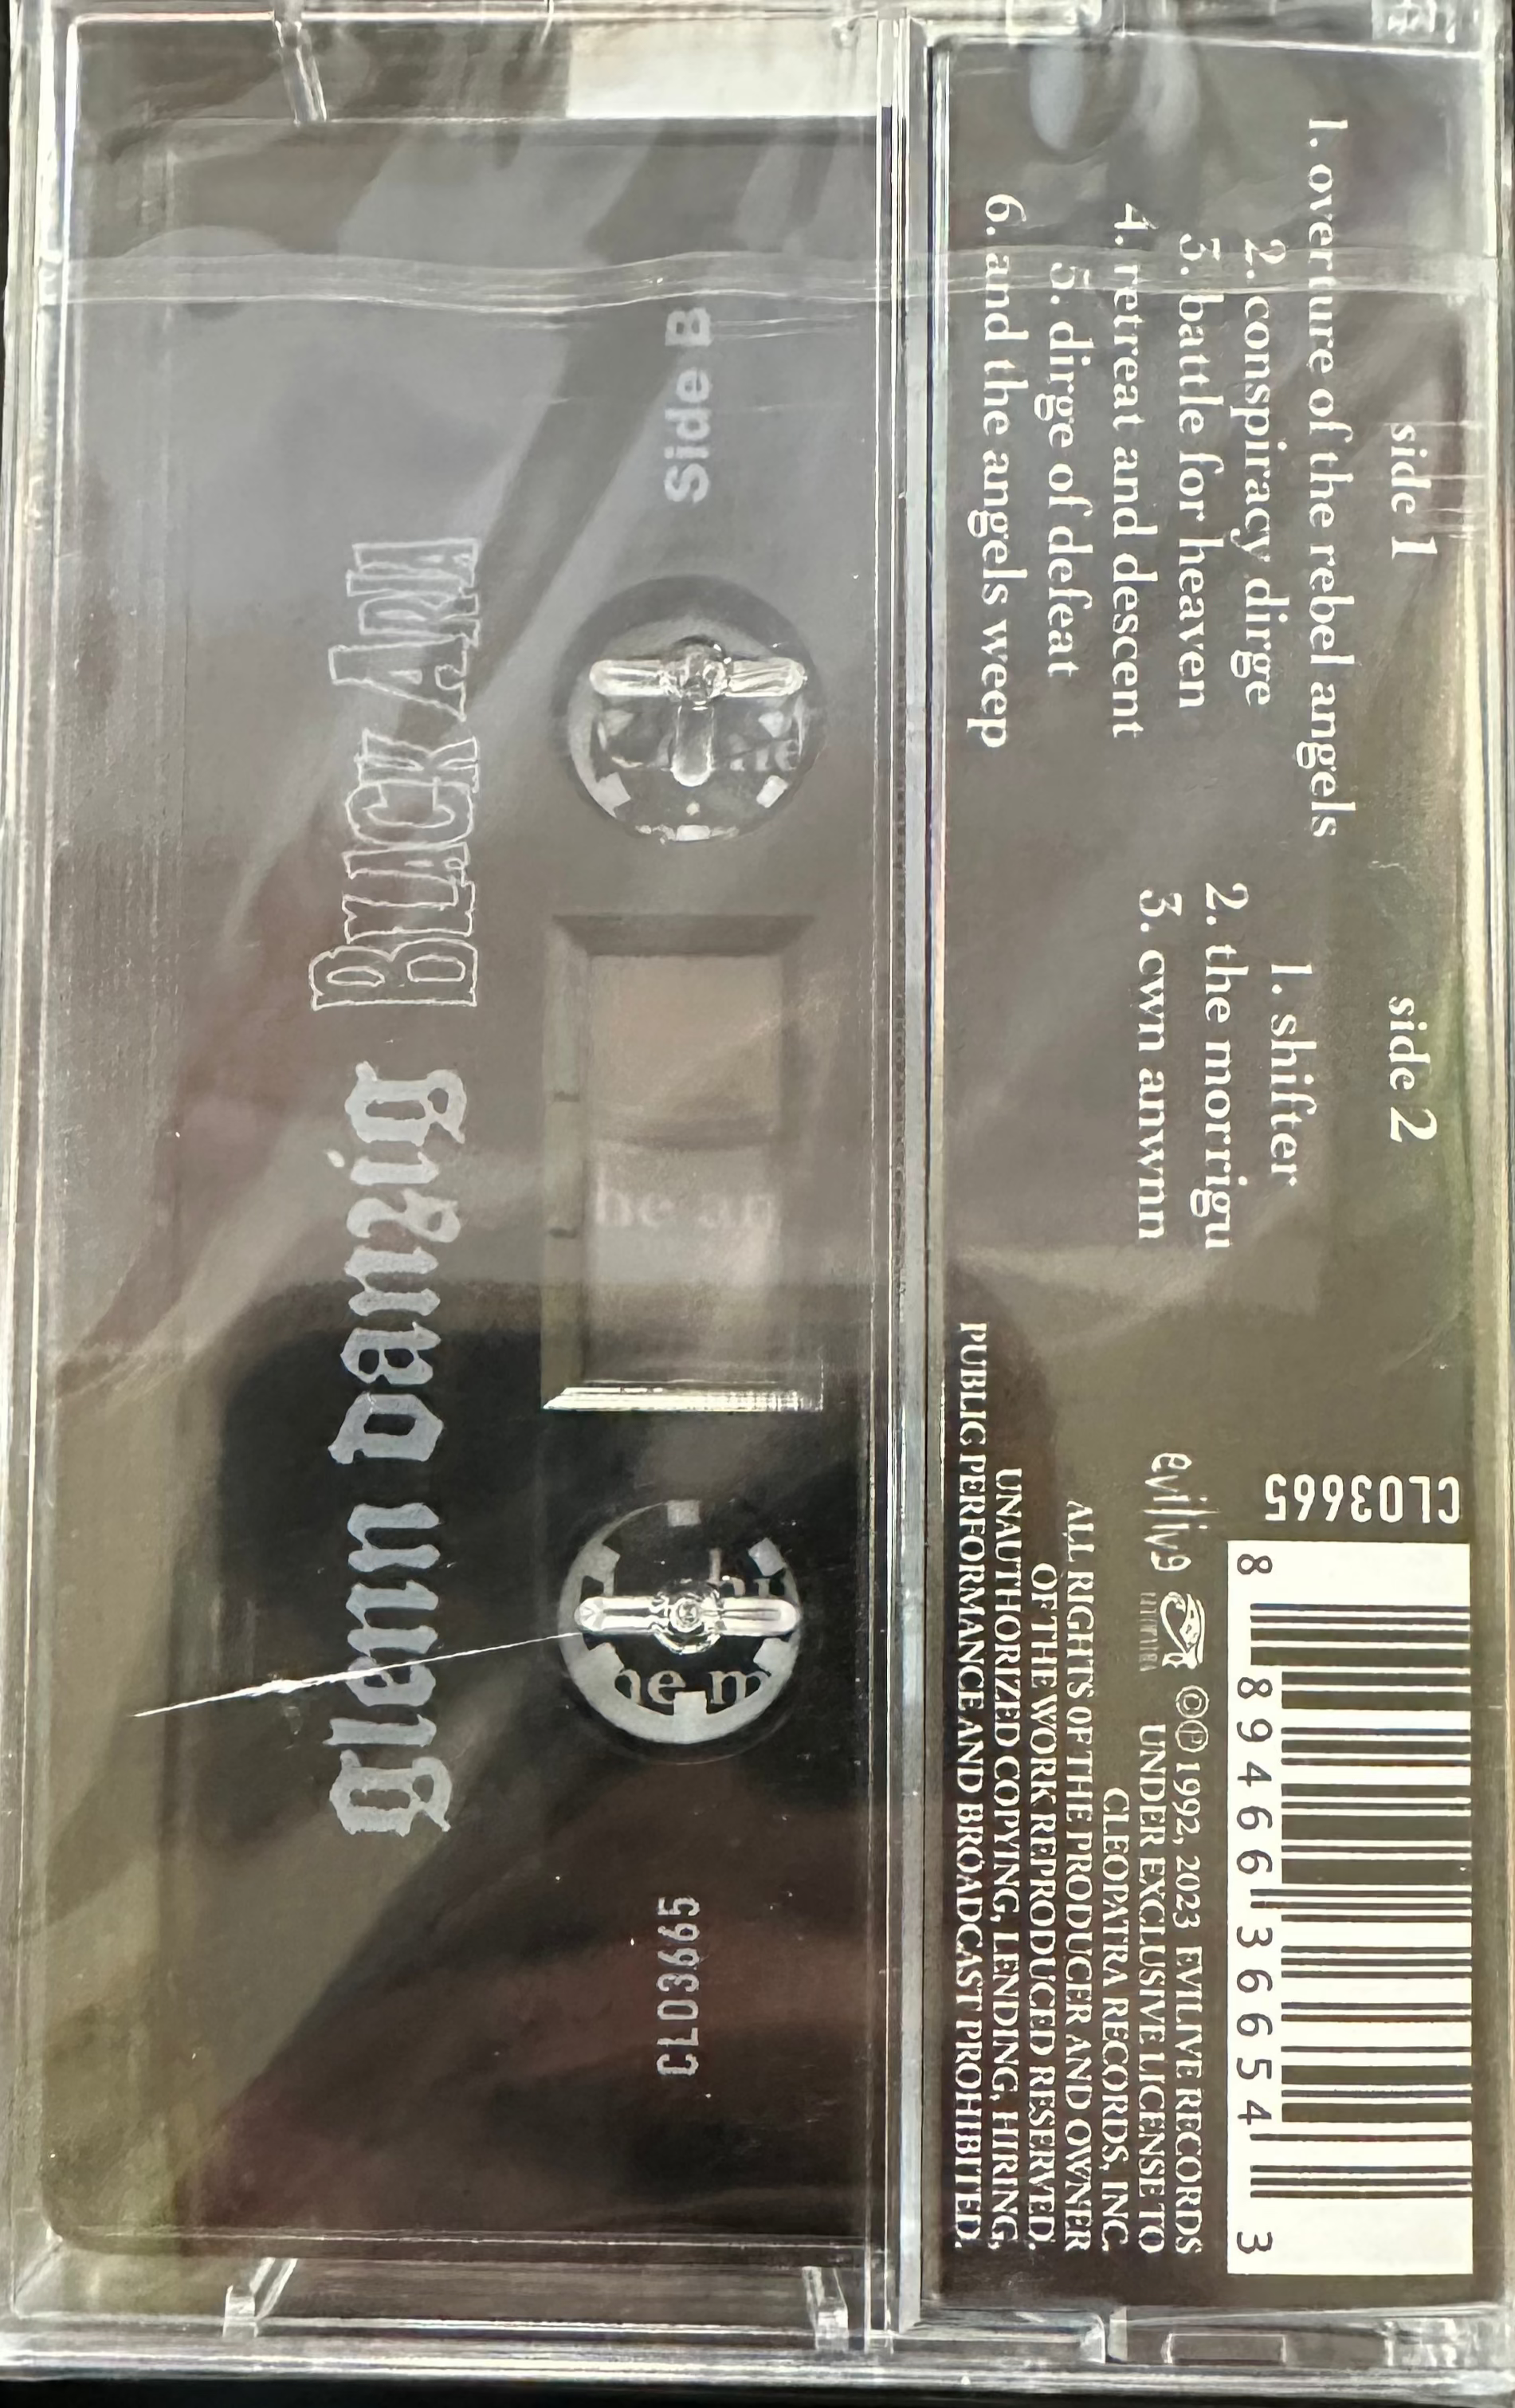 side 1
1. overture of the rebel angels
2. conspiracy dirge
3. battle for heaven
4. retreat and descent
5. dirge of defeat
6. and the angels weep
side 2
1. shifter
2. the morrigu
3. cwn anwnn
CLO3665
8 89466 36654 3
evilive
©℗ 1992, 2023 EVILIVE RECORDS
UNDER EXCLUSIVE LICENSE TO
CLEOPATRA RECORDS, INC.
ALL RIGHTS OF THE PRODUCER AND OWNER
OF THE WORK REPRODUCED RESERVED.
UNAUTHORIZED COPYING, LENDING, HIRING,
PUBLIC PERFORMANCE AND BROADCAST PROHIBITED.
Side B
CLO3665
he an
he m
glenn danzig BLACK ARIA